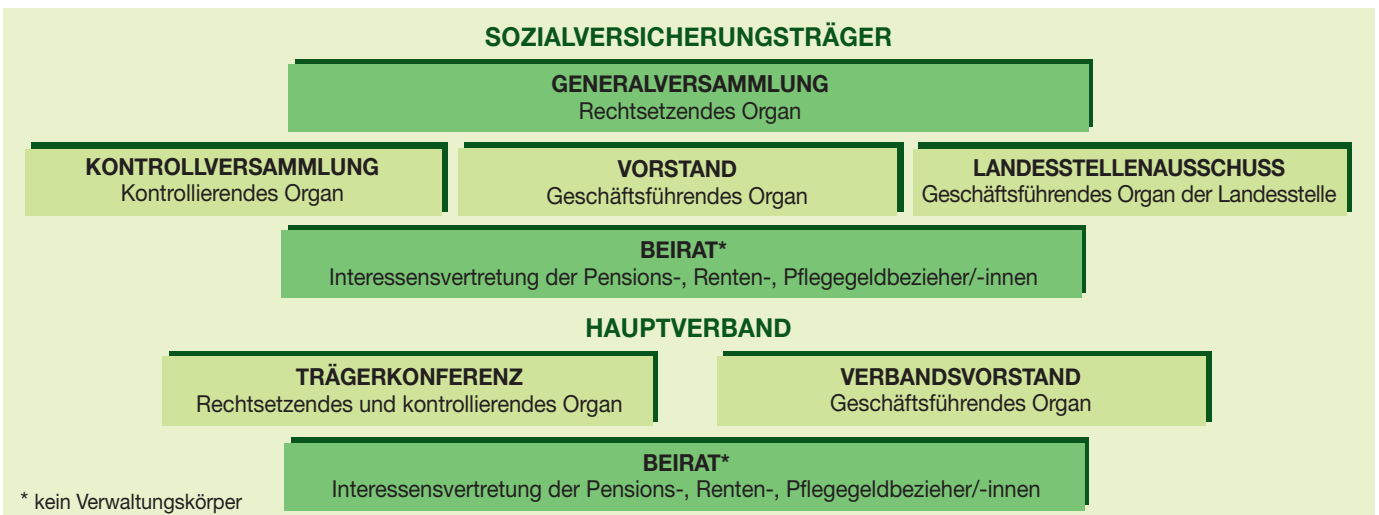 SOZIALVERSICHERUNGSTRÄGER
GENERALVERSAMMLUNG
Rechtsetzendes Organ
KONTROLLVERSAMMLUNG
Kontrollierendes Organ
VORSTAND
Geschäftsführendes Organ
LANDESSTELLENAUSSCHUSS
Geschäftsführendes Organ der Landesstelle
BEIRAT*
Interessensvertretung der Pensions-, Renten-, Pflegegeldbezieher/-innen
HAUPTVERBAND
TRÄGERKONFERENZ
Rechtsetzendes und kontrollierendes Organ
VERBANDSVORSTAND
Geschäftsführendes Organ
BEIRAT*
Interessensvertretung der Pensions-, Renten-, Pflegegeldbezieher/-innen
* kein Verwaltungskörper